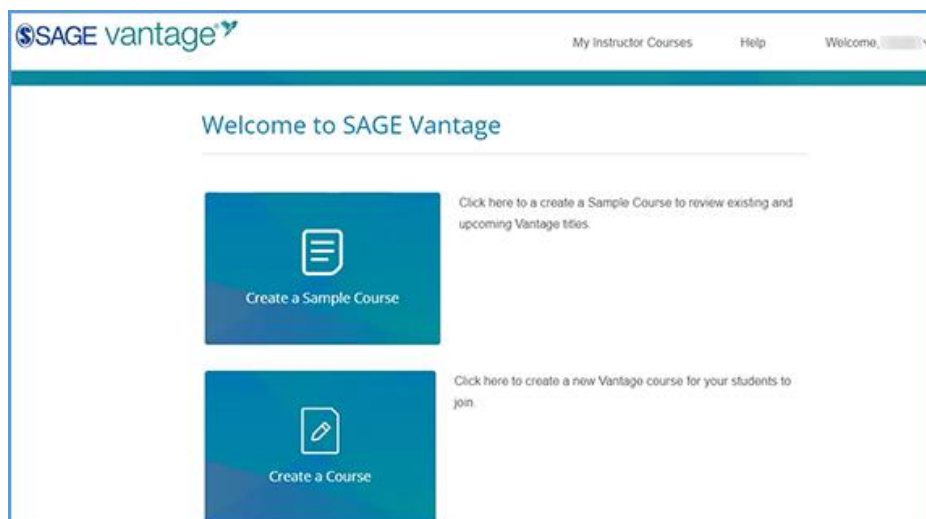 SSAGE vantage
My Instructor Courses Help Welcome,
Welcome to SAGE Vantage
Click here to a create a Sample Course to review existing and
upcoming Vantage titles.
Create a Sample Course
Click here to create a new Vantage course for your students to
join.
Create a Course